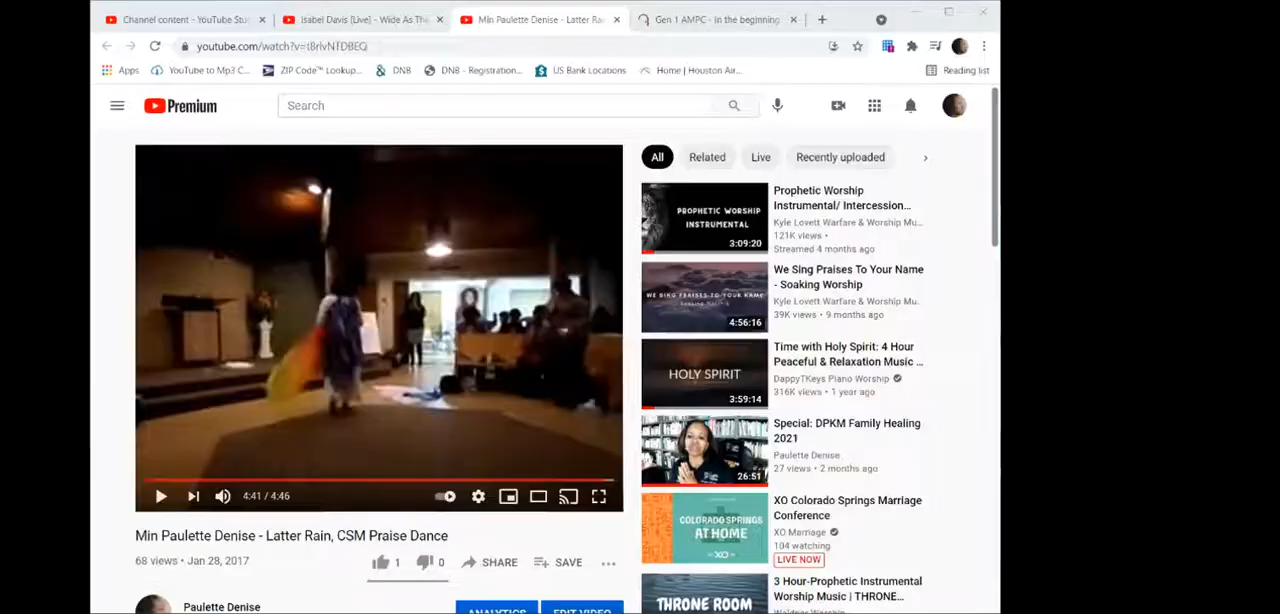 Channel content - YouTube Stu
Isabel Davis [Live] - Wide As The
Min Paulette Denise - Latter Rai
Gen 1 AMPC - In the beginning
youtube.com/watch?v=t8rlvNTDBEQ
Apps
YouTube to Mp3 C...
ZIP Code™ Lookup...
DNB
DNB - Registration...
US Bank Locations
Home | Houston Air...
Reading list
Premium
Search
All
Related
Live
Recently uploaded
PROPHETIC WORSHIP
INSTRUMENTAL
3:09:20
Prophetic Worship
Instrumental/ Intercession...
Kyle Lovett Warfare & Worship Mu...
121K views •
Streamed 4 months ago
WE SING PRAISES TO YOUR NAME
4:56:16
We Sing Praises To Your Name
- Soaking Worship
Kyle Lovett Warfare & Worship Mu.
39K views • 9 months ago
HOLY SPIRIT
3:59:14
Time with Holy Spirit: 4 Hour
Peaceful & Relaxation Music ...
DappyTKeys Piano Worship
316K views • 1 year ago
26:51
Special: DPKM Family Healing
2021
Paulette Denise
27 views • 2 months ago
COLORADO SPRINGS
AT HOME
XO
XO Colorado Springs Marriage
Conference
XO Marriage
104 watching
LIVE NOW
THRONE ROOM
3 Hour-Prophetic Instrumental
Worship Music | THRONE...
4:41 / 4:46
Min Paulette Denise - Latter Rain, CSM Praise Dance
68 views • Jan 28, 2017
1
0
SHARE
SAVE
Paulette Denise
ANALYTICS
EDIT VIDEO